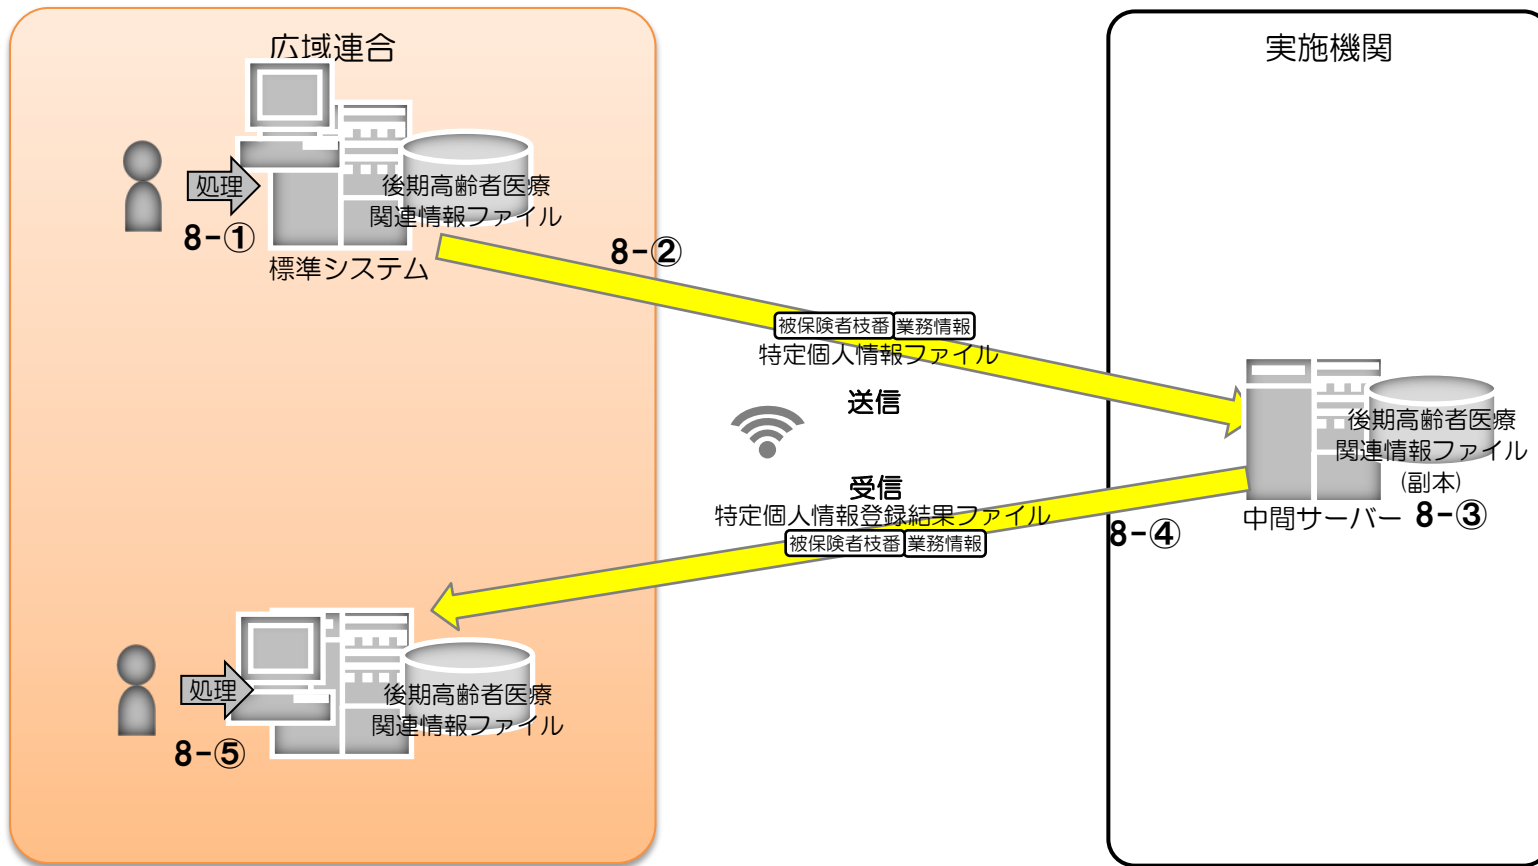 広域連合
処理
8-①
後期高齢者医療
関連情報ファイル
標準システム
8-②
被保険者枝番 業務情報
特定個人情報ファイル
送信
実施機関
後期高齢者医療
関連情報ファイル
(副本)
中間サーバー 8-③
受信
特定個人情報登録結果ファイル
被保険者枝番 業務情報
8-④
処理
8-⑤
後期高齢者医療
関連情報ファイル